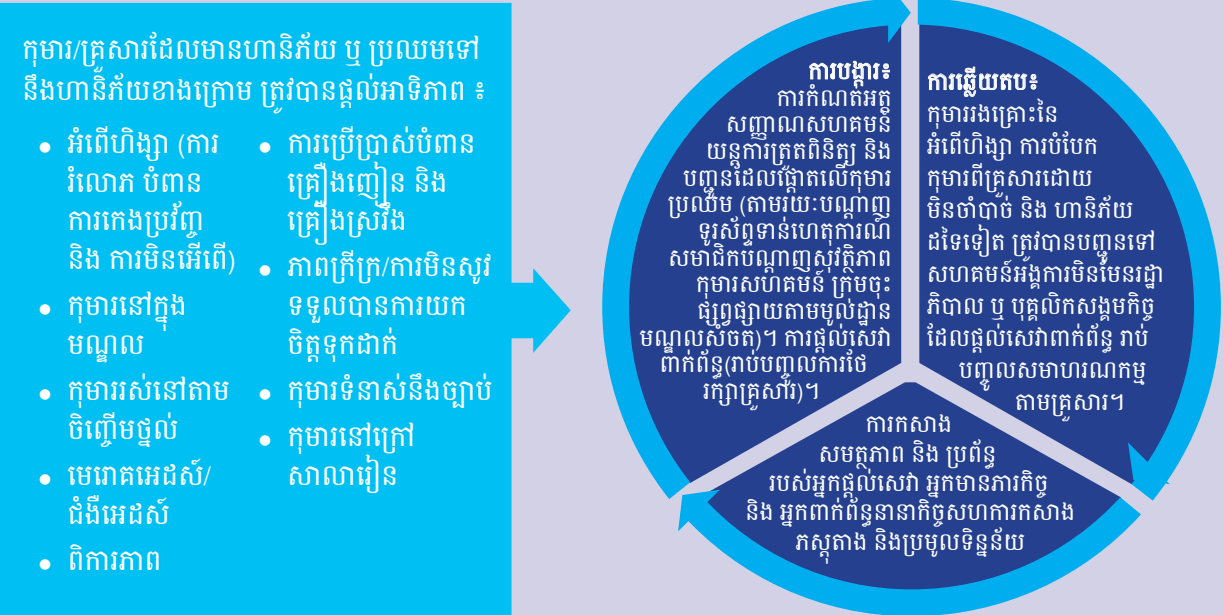 កុមារ/គ្រួសារដែលមានហានិភ័យ ឬ ប្រឈមទៅ
នឹងហានិភ័យខាងក្រោម ត្រូវបានផ្តល់អាទិភាព ៖
• អំពើហិង្សា (ការ
រំលោភ បំពាន
ការកេងប្រវ័ញ្ច
និង ការមិនអើពើ)
• កុមារនៅក្នុង
មណ្ឌល
• កុមាររស់នៅតាម
ចិញ្ចើមថ្នល់
• មេរោគអេដស៍/
ជំងឺអេដស៍
• ពិការភាព
• ការប្រើប្រាស់បំពាន
គ្រឿងញៀន និង
គ្រឿងស្រវឹង
• ភាពក្រីក្រ/ការមិនសូវ
ទទួលបានការយក
ចិត្តទុកដាក់
• កុមារទំនាស់នឹងច្បាប់
• កុមារនៅក្រៅ
សាលារៀន
ការបង្ការ៖
ការកំណត់អត្ត
សញ្ញាណសហគមន៍
យន្តការត្រួតពិនិត្យ និង
បញ្ជូនដែលផ្តោតលើកុមារ
ប្រឈម (តាមរយៈបណ្តាញ
ទូរស័ព្ទទាន់ហេតុការណ៍
សមាជិកបណ្តាញសុវត្ថិភាព
កុមារសហគមន៍ ក្រុមចុះ
ផ្សព្វផ្សាយតាមមូលដ្ឋាន
មណ្ឌលសំចត)។ ការផ្តល់សេវា
ពាក់ព័ន្ធ(រាប់បញ្ចូលការថែ
រក្សាគ្រួសារ)។
ការឆ្លើយតប៖
កុមាររងគ្រោះនៃ
អំពើហិង្សា ការបំបែក
កុមារពីគ្រួសារដោយ
មិនចាំបាច់ និង ហានិភ័យ
ដទៃទៀត ត្រូវបានបញ្ជូនទៅ
សហគមន៍អង្គការមិនមែនរដ្ឋា
ភិបាល ឬ បុគ្គលិកសង្គមកិច្ច
ដែលផ្តល់សេវាពាក់ព័ន្ធ រាប់
បញ្ចូលសមាហរណកម្ម
តាមគ្រួសារ។
ការកសាង
សមត្ថភាព និង ប្រព័ន្ធ
របស់អ្នកផ្តល់សេវា អ្នកមានភារកិច្ច
និង អ្នកពាក់ព័ន្ធនានាកិច្ចសហការកសាង
ភស្តុតាង និងប្រមូលទិន្នន័យ